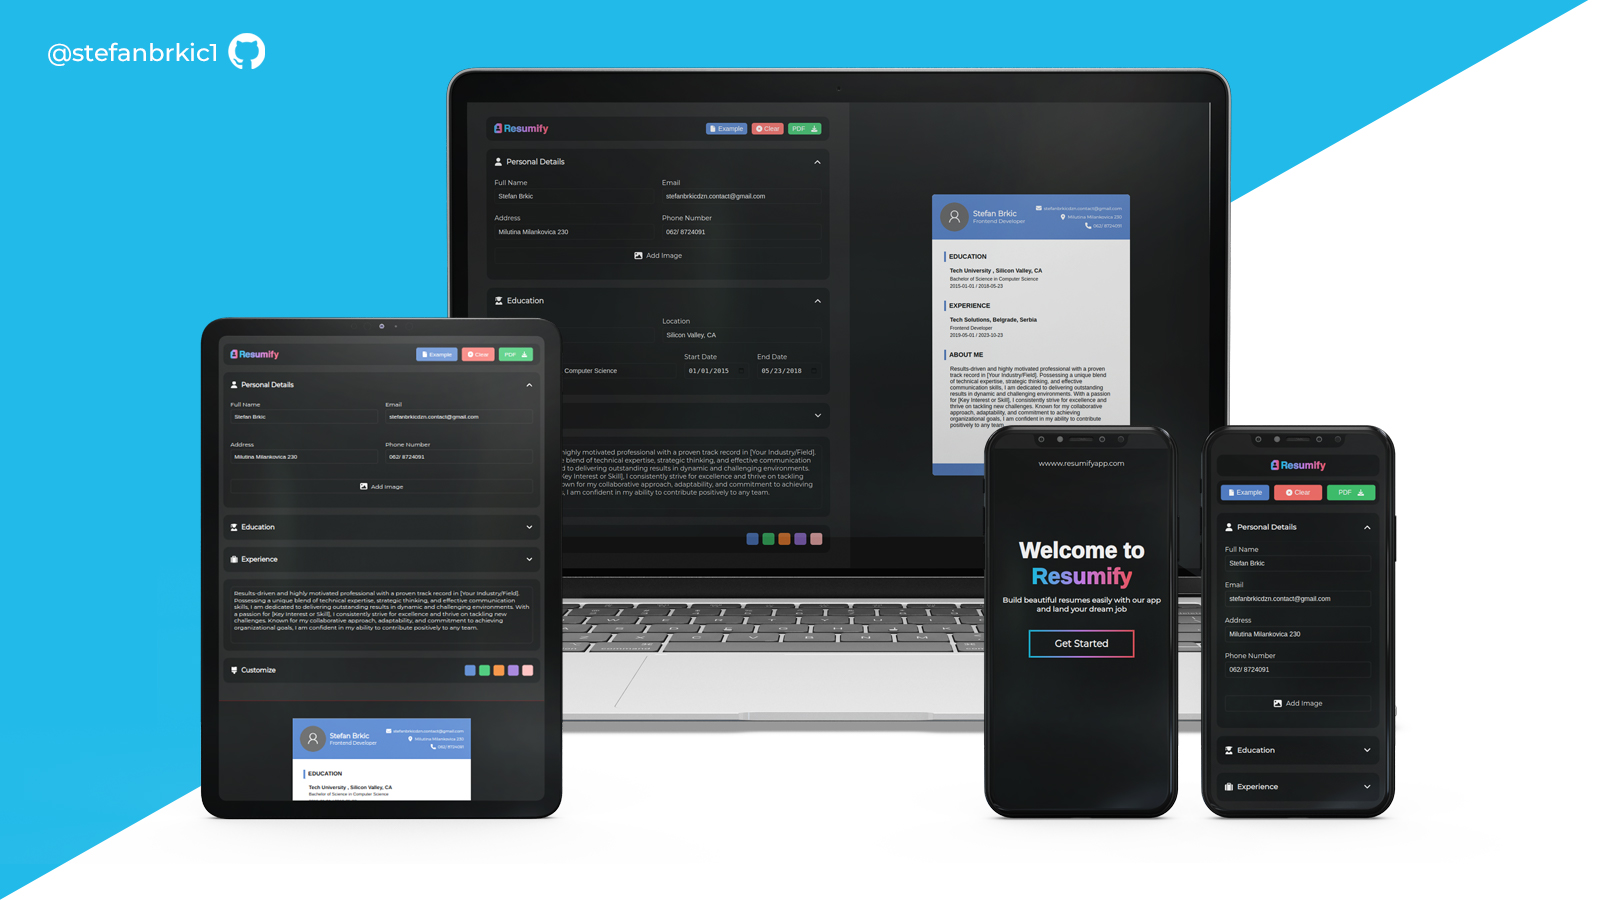 @stefanbrkic1
Resumify
Example
Clear
PDF
Personal Details
Full Name
Email
Stefan Brkic
stefanbrkicdzn.contact@gmail.com
Address
Phone Number
Milutina Milankovica 230
062/ 8724091
Add Image
Education
Location
Silicon Valley, CA
Start Date
End Date
Computer Science
01/01/2015
05/23/2018
highly motivated professional with a proven track record in [Your Industry/Field].
blend of technical expertise, strategic thinking, and effective communication
d to delivering outstanding results in dynamic and challenging environments.
Key Interest or Skill], I consistently strive for excellence and thrive on tackling
own for my collaborative approach, adaptability, and commitment to achieving
, I am confident in my ability to contribute positively to any team.
Stefan Brkic
Frontend Developer
stefanbrkicdzn.contact@gmail.com
Milutina Milankovica 230
062/ 8724091
EDUCATION
Tech University , Silicon Valley, CA
Bachelor of Science in Computer Science
2015-01-01 / 2018-05-23
EXPERIENCE
Tech Solutions, Belgrade, Serbia
Frontend Developer
2019-05-01 / 2023-10-23
ABOUT ME
Results-driven and highly motivated professional with a proven
track record in [Your Industry/Field]. Possessing a unique blend
of technical expertise, strategic thinking, and effective
communication skills, I am dedicated to delivering outstanding
results in dynamic and challenging environments. With a passion
for [Key Interest or Skill], I consistently strive for excellence and
thrive on tackling new challenges. Known for my collaborative
approach, adaptability, and commitment to achieving
organizational goals, I am confident in my ability to contribute
positively to any team.
Resumify
Example
Clear
PDF
Personal Details
Full Name
Email
Stefan Brkic
stefanbrkicdzn.contact@gmail.com
Address
Phone Number
Milutina Milankovica 230
062/ 8724091
Add Image
Education
Experience
Results-driven and highly motivated professional with a proven track record in [Your Industry/Field].
Possessing a unique blend of technical expertise, strategic thinking, and effective communication
skills, I am dedicated to delivering outstanding results in dynamic and challenging environments. With
a passion for [Key Interest or Skill], I consistently strive for excellence and thrive on tackling new
challenges. Known for my collaborative approach, adaptability, and commitment to achieving
organizational goals, I am confident in my ability to contribute positively to any team.
Customize
Stefan Brkic
Frontend Developer
stefanbrkicdzn.contact@gmail.com
Milutina Milankovica 230
062/ 8724091
EDUCATION
Tech University , Silicon Valley, CA
Bachelor of Science in Computer Science
wwww.resumifyapp.com
Welcome to
Resumify
Build beautiful resumes easily with our app
and land your dream job
Get Started
Resumify
Example
Clear
PDF
Personal Details
Full Name
Stefan Brkic
Email
stefanbrkicdzn.contact@gmail.com
Address
Milutina Milankovica 230
Phone Number
062/ 8724091
Add Image
Education
Experience